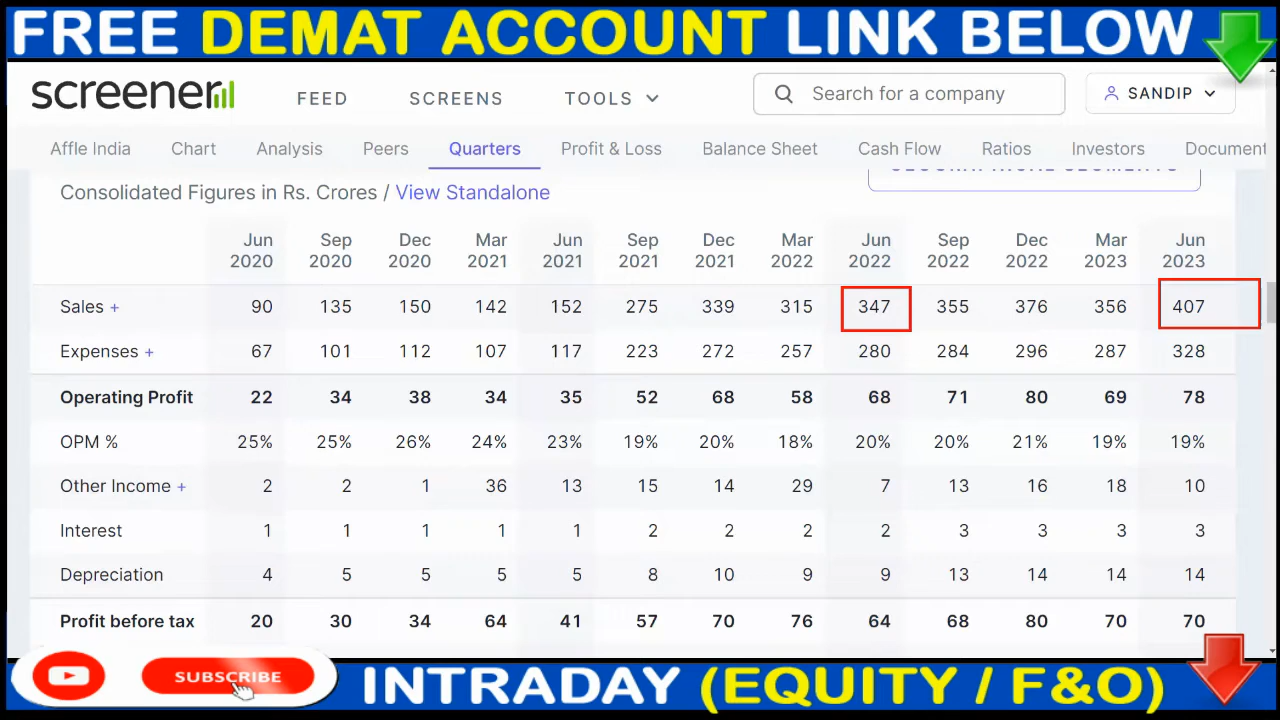 FREE DEMAT ACCOUNT LINK BELOW
screener FEED SCREENS TOOLS Search for a company SANDIP
Affle India Chart Analysis Peers Quarters Profit & Loss Balance Sheet Cash Flow Ratios Investors Document
Consolidated Figures in Rs. Crores / View Standalone
Jun 2020 Sep 2020 Dec 2020 Mar 2021 Jun 2021 Sep 2021 Dec 2021 Mar 2022 Jun 2022 Sep 2022 Dec 2022 Mar 2023 Jun 2023
Sales + 90 135 150 142 152 275 339 315 347 355 376 356 407
Expenses + 67 101 112 107 117 223 272 257 280 284 296 287 328
Operating Profit 22 34 38 34 35 52 68 58 68 71 80 69 78
OPM % 25% 25% 26% 24% 23% 19% 20% 18% 20% 20% 21% 19% 19%
Other Income + 2 2 1 36 13 15 14 29 7 13 16 18 10
Interest 1 1 1 1 1 2 2 2 2 3 3 3 3
Depreciation 4 5 5 5 5 8 10 9 9 13 14 14 14
Profit before tax 20 30 34 64 41 57 70 76 64 68 80 70 70
SUBSCRIBE
INTRADAY (EQUITY / F&O)